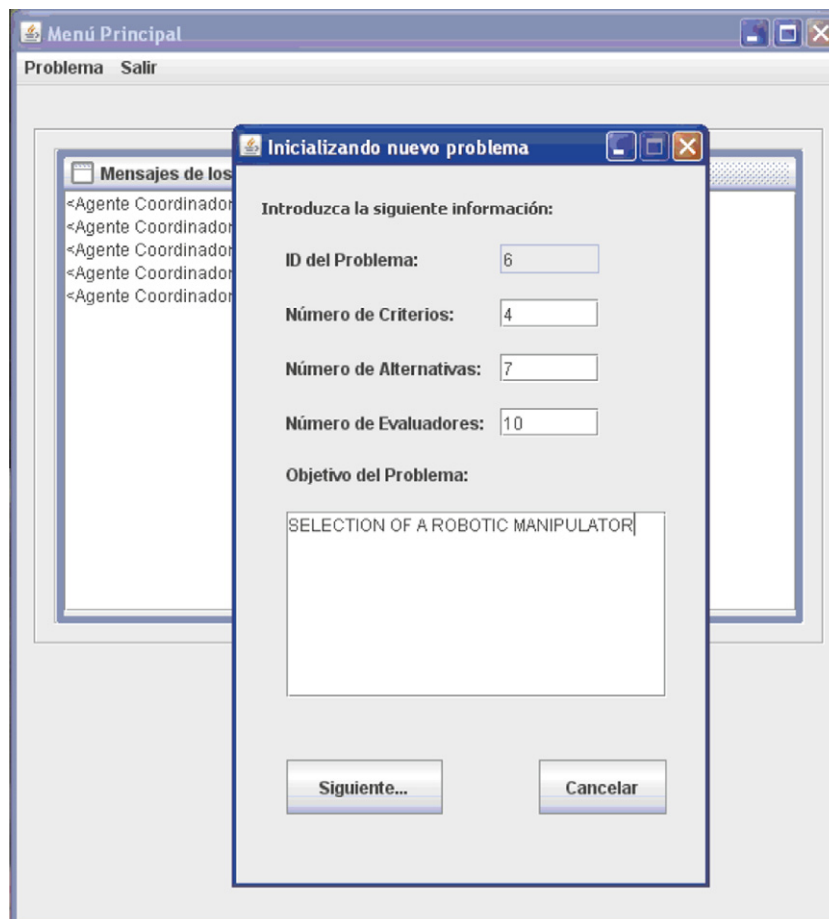 Menú Principal
Problema Salir
Mensajes de los
<Agente Coordinador
<Agente Coordinador
<Agente Coordinador
<Agente Coordinador
<Agente Coordinador
Inicializando nuevo problema
Introduzca la siguiente información:
ID del Problema: 6
Número de Criterios: 4
Número de Alternativas: 7
Número de Evaluadores: 10
Objetivo del Problema:
SELECTION OF A ROBOTIC MANIPULATOR
Siguiente... Cancelar